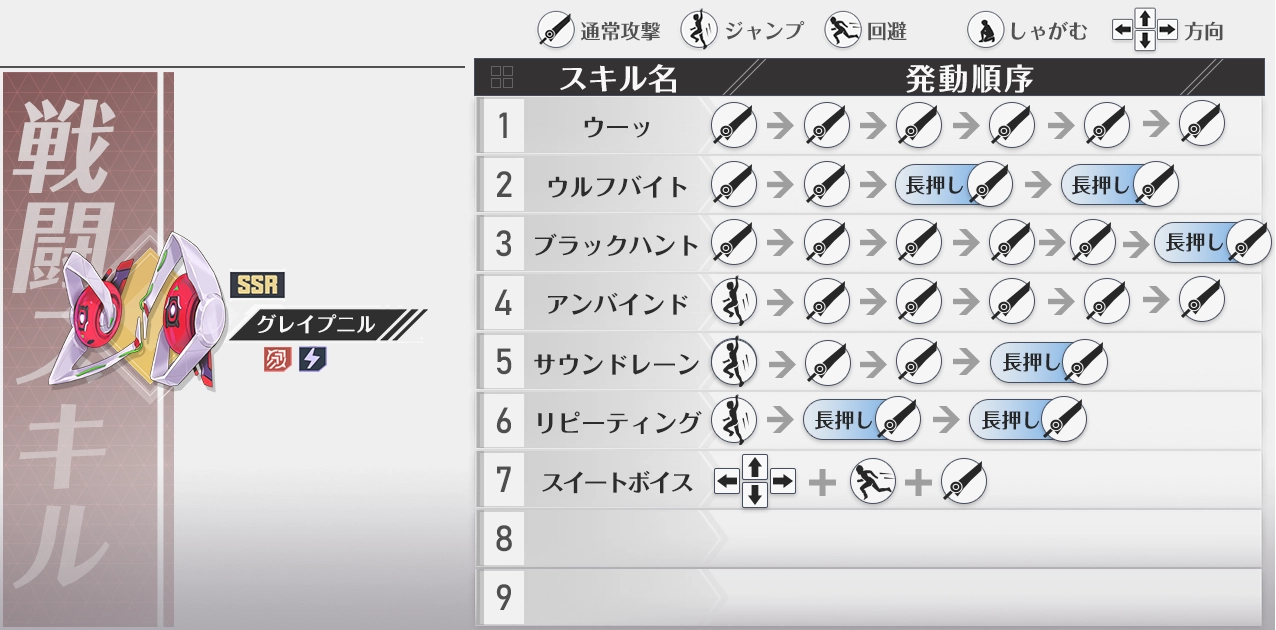 通常攻撃 ジャンプ 回避 しゃがむ 方向
戦闘スキル
SSR
グレイプニル
スキル名 発動順序
1 ウーッ
2 ウルフバイト 長押し 長押し
3 ブラックハント 長押し
4 アンバインド
5 サウンドレーン 長押し
6 リピーティング 長押し 長押し
7 スイートボイス
8
9